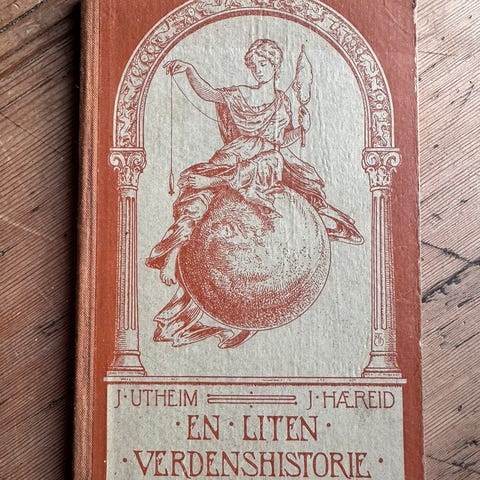 J · UTHEIM J · HÆREID
· EN · LITEN ·
· VERDENSHISTORIE ·